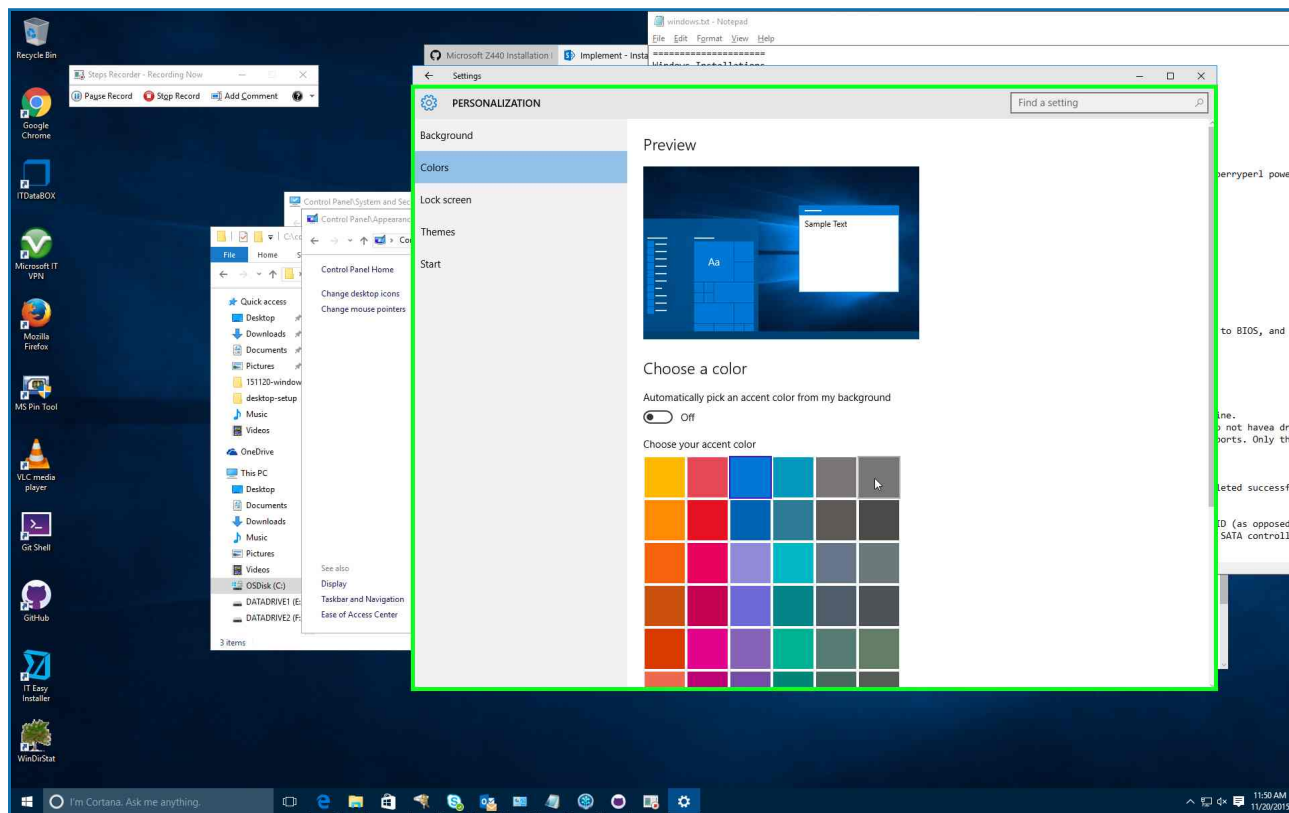 Recycle Bin
Google
Chrome
ITDataBOX
Microsoft IT
VPN
Mozilla
Firefox
MS Pin Tool
VLC media
player
Git Shell
GitHub
IT Easy
Installer
WinDirStat
Steps Recorder - Recording Now
Pause Record Stop Record Add Comment
windows.txt - Notepad
File Edit Format View Help
=====================
Windows Installations
Microsoft Z440 Installation
Implement - Insta
Control Panel\System and Sec
Control Panel\Appearanc
Control Panel Home
Change desktop icons
Change mouse pointers
See also
Display
Taskbar and Navigation
Ease of Access Center
File Home
Quick access
Desktop
Downloads
Documents
Pictures
151120-window
desktop-setup
Music
Videos
OneDrive
This PC
Desktop
Documents
Downloads
Music
Pictures
Videos
OSDisk (C:)
DATADRIVE1 (E:
DATADRIVE2 (F:
3 items
Settings
PERSONALIZATION
Find a setting
Background
Colors
Lock screen
Themes
Start
Preview
Sample Text
Aa
Choose a color
Automatically pick an accent color from my background
Off
Choose your accent color
erryperl powe
to BIOS, and
ine.
not havea dr
orts. Only th
leted successf
ID (as opposed
SATA controll
I'm Cortana. Ask me anything.
11:50 AM
11/20/2015